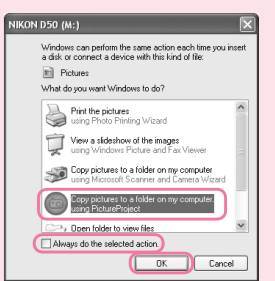 NIKON D50 (M:)
Windows can perform the same action each time you insert
a disk or connect a device with this kind of file:
Pictures
What do you want Windows to do?
Print the pictures
using Photo Printing Wizard
View a slideshow of the images
using Windows Picture and Fax Viewer
Copy pictures to a folder on my computer
using Microsoft Scanner and Camera Wizard
Copy pictures to a folder on my computer,
using PictureProject
Open folder to view files
Always do the selected action.
OK
Cancel